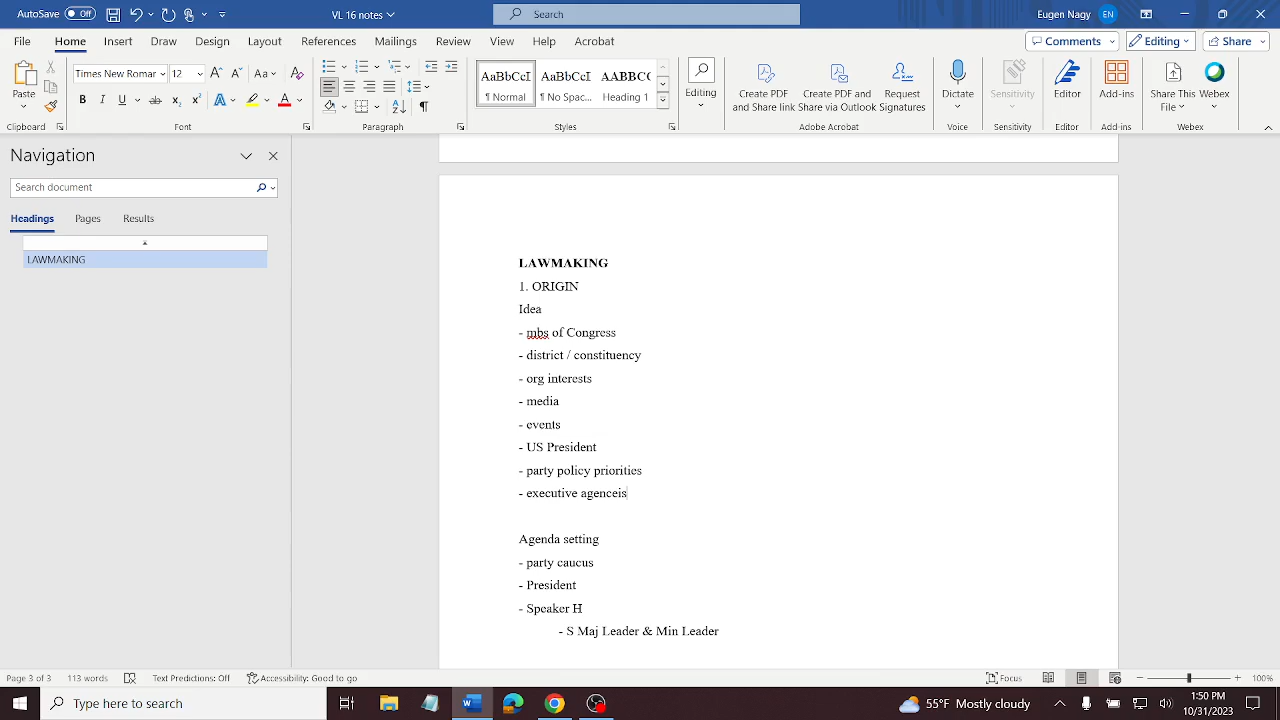 AutoSave Off VL 16 notes Search Eugen Nagy EN
File Home Insert Draw Design Layout References Mailings Review View Help Acrobat Comments Editing Share
Paste Times New Romar 12 Aa A
B I U ab x₂ x² A A
AaBbCcI AaBbCcI AABBC(
¶ Normal ¶ No Spac... Heading 1
Editing Create PDF and Share link Create PDF and Share via Outlook Request Signatures Dictate Sensitivity Editor Add-ins Share This File Webex
Clipboard Font Paragraph Styles Adobe Acrobat Voice Sensitivity Editor Add-ins Webex
Navigation
Search document
Headings Pages Results
LAWMAKING
LAWMAKING
1. ORIGIN
Idea
- mbs of Congress
- district / constituency
- org interests
- media
- events
- US President
- party policy priorities
- executive agenceis
Agenda setting
- party caucus
- President
- Speaker H
- S Maj Leader & Min Leader
Page 3 of 3 113 words Text Predictions: Off Accessibility: Good to go Focus 100%
Type here to search 55°F Mostly cloudy 1:50 PM
10/31/2023